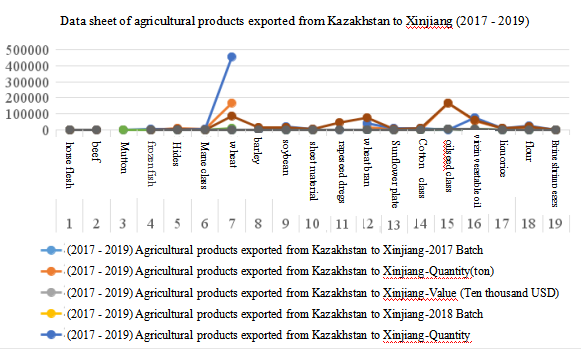 Data sheet of agricultural products exported from Kazakhstan to Xinjiang (2017 - 2019)
500000
400000
300000
200000
100000
0
horse flesh
beef
Mutton
frozen fish
Hides
Mane class
wheat
barley
soybean
sheet material
rapeseed dregs
wheat bran
Sunflower plate
Cotton class
oilseed class
vegetable oil
licorice
flour
Brine shrimp eggs
1 2 3 4 5 6 7 8 9 10 11 12 13 14 15 16 17 18 19
(2017 - 2019) Agricultural products exported from Kazakhstan to Xinjiang-2017 Batch
(2017 - 2019) Agricultural products exported from Kazakhstan to Xinjiang-Quantity(ton)
(2017 - 2019) Agricultural products exported from Kazakhstan to Xinjiang-Value (Ten thousand USD)
(2017 - 2019) Agricultural products exported from Kazakhstan to Xinjiang-2018 Batch
(2017 - 2019) Agricultural products exported from Kazakhstan to Xinjiang-Quantity